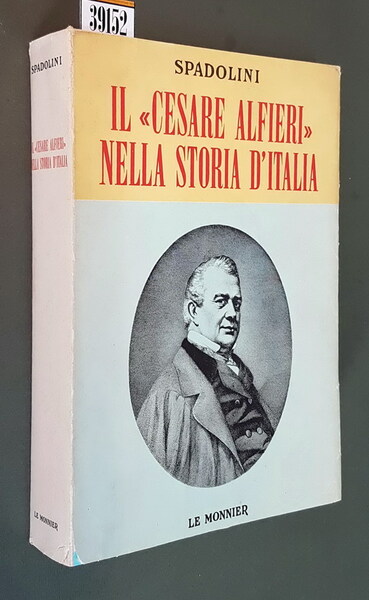 39152
SPADOLINI
IL «CESARE ALFIERI»
NELLA STORIA D'ITALIA
LE MONNIER
SPADOLINI
IL «CESARE ALFIERI»
NELLA STORIA D'ITALIA
LE MONNIER